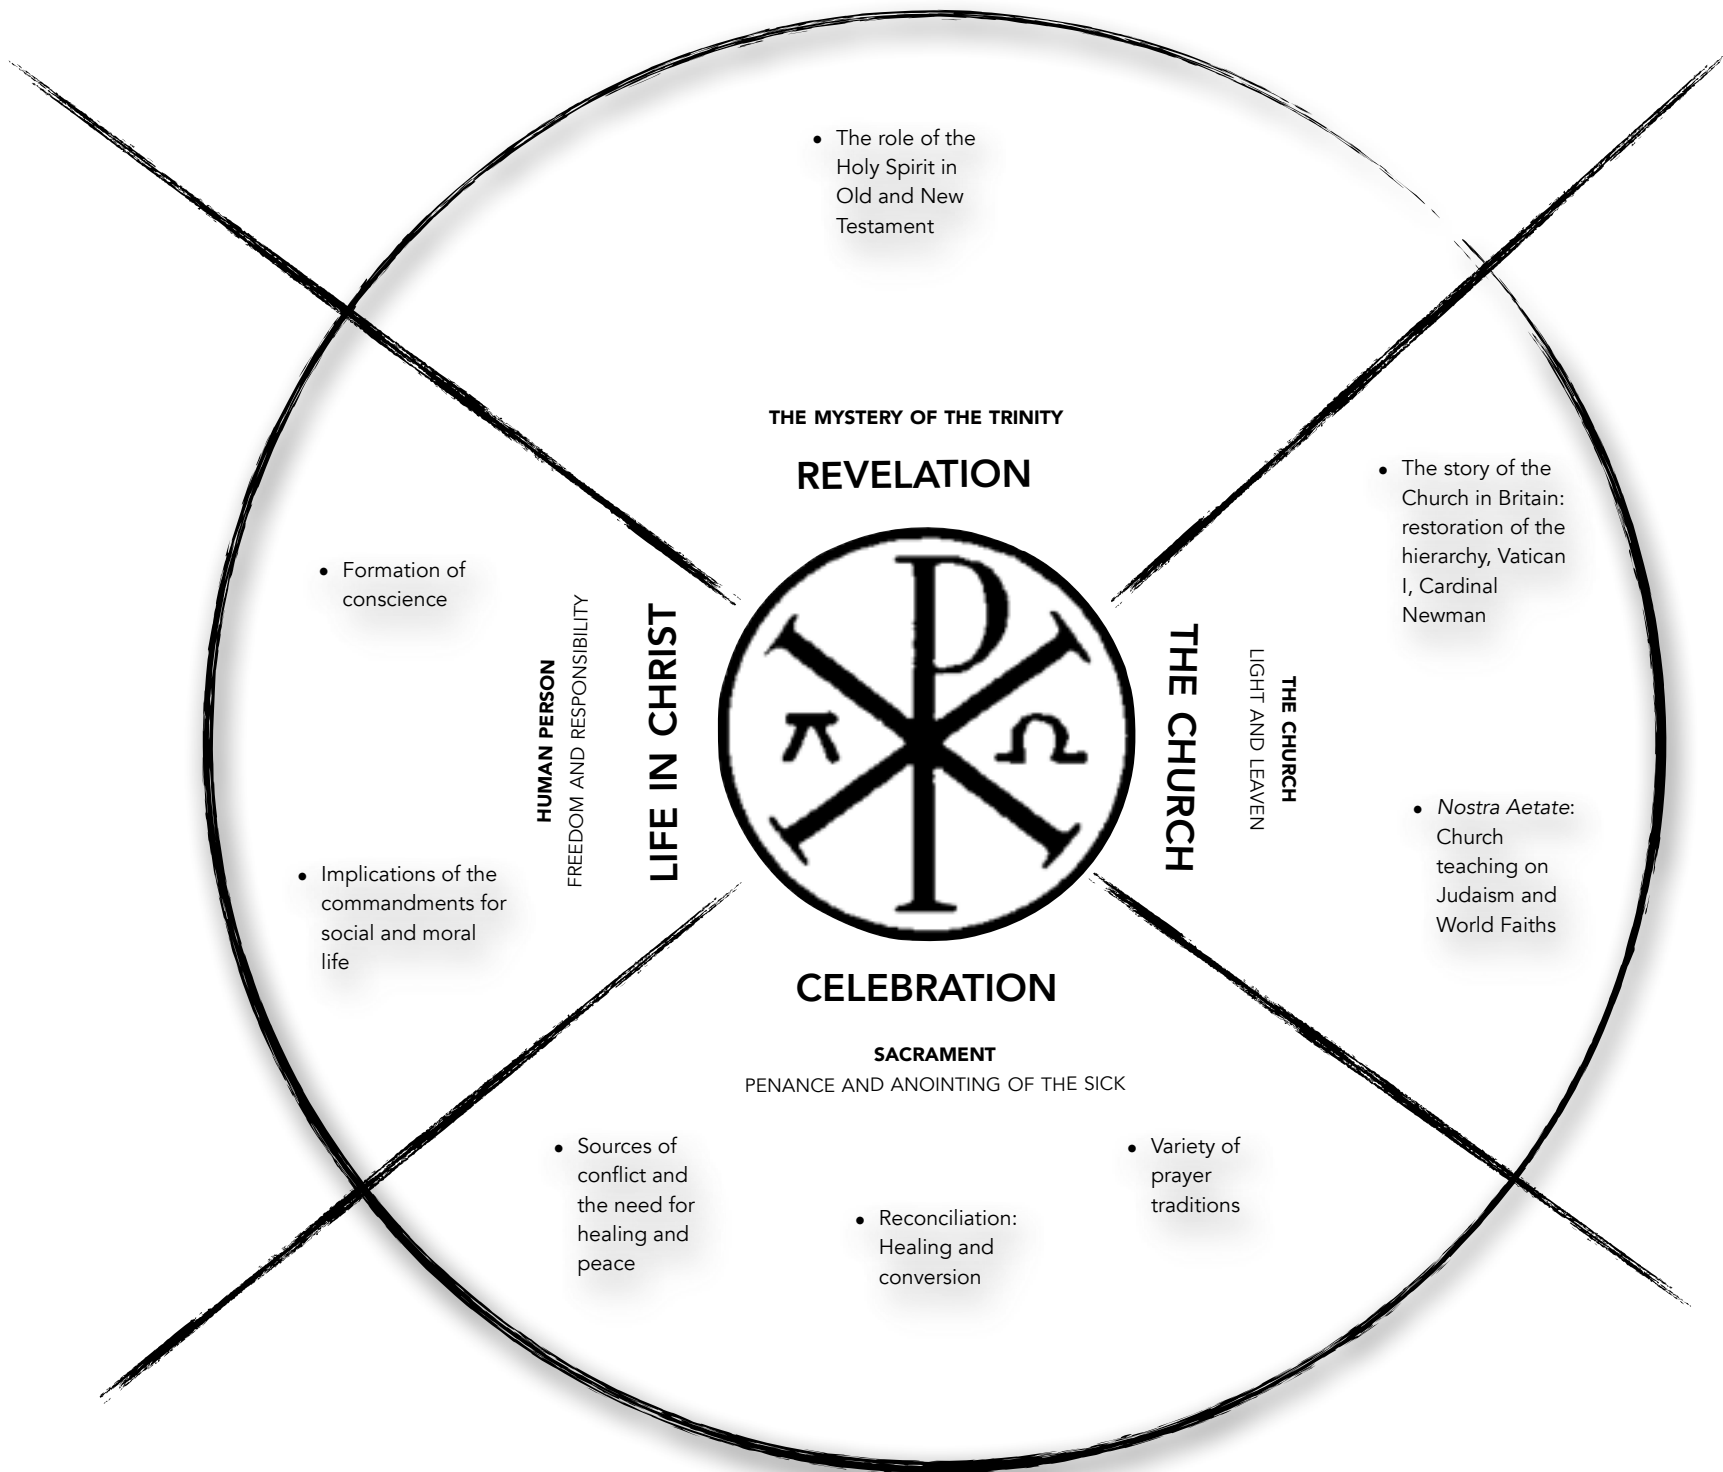 • The role of the
Holy Spirit in
Old and New
Testament
THE MYSTERY OF THE TRINITY
REVELATION
• The story of the
Church in Britain:
restoration of the
hierarchy, Vatican
I, Cardinal
Newman
• Nostra Aetate:
Church
teaching on
Judaism and
World Faiths
THE CHURCH
LIGHT AND LEAVEN
THE CHURCH
CELEBRATION
SACRAMENT
PENANCE AND ANOINTING OF THE SICK
• Sources of
conflict and
the need for
healing and
peace
• Reconciliation:
Healing and
conversion
• Variety of
prayer
traditions
LIFE IN CHRIST
HUMAN PERSON
FREEDOM AND RESPONSIBILITY
• Formation of
conscience
• Implications of the
commandments for
social and moral
life
Ω